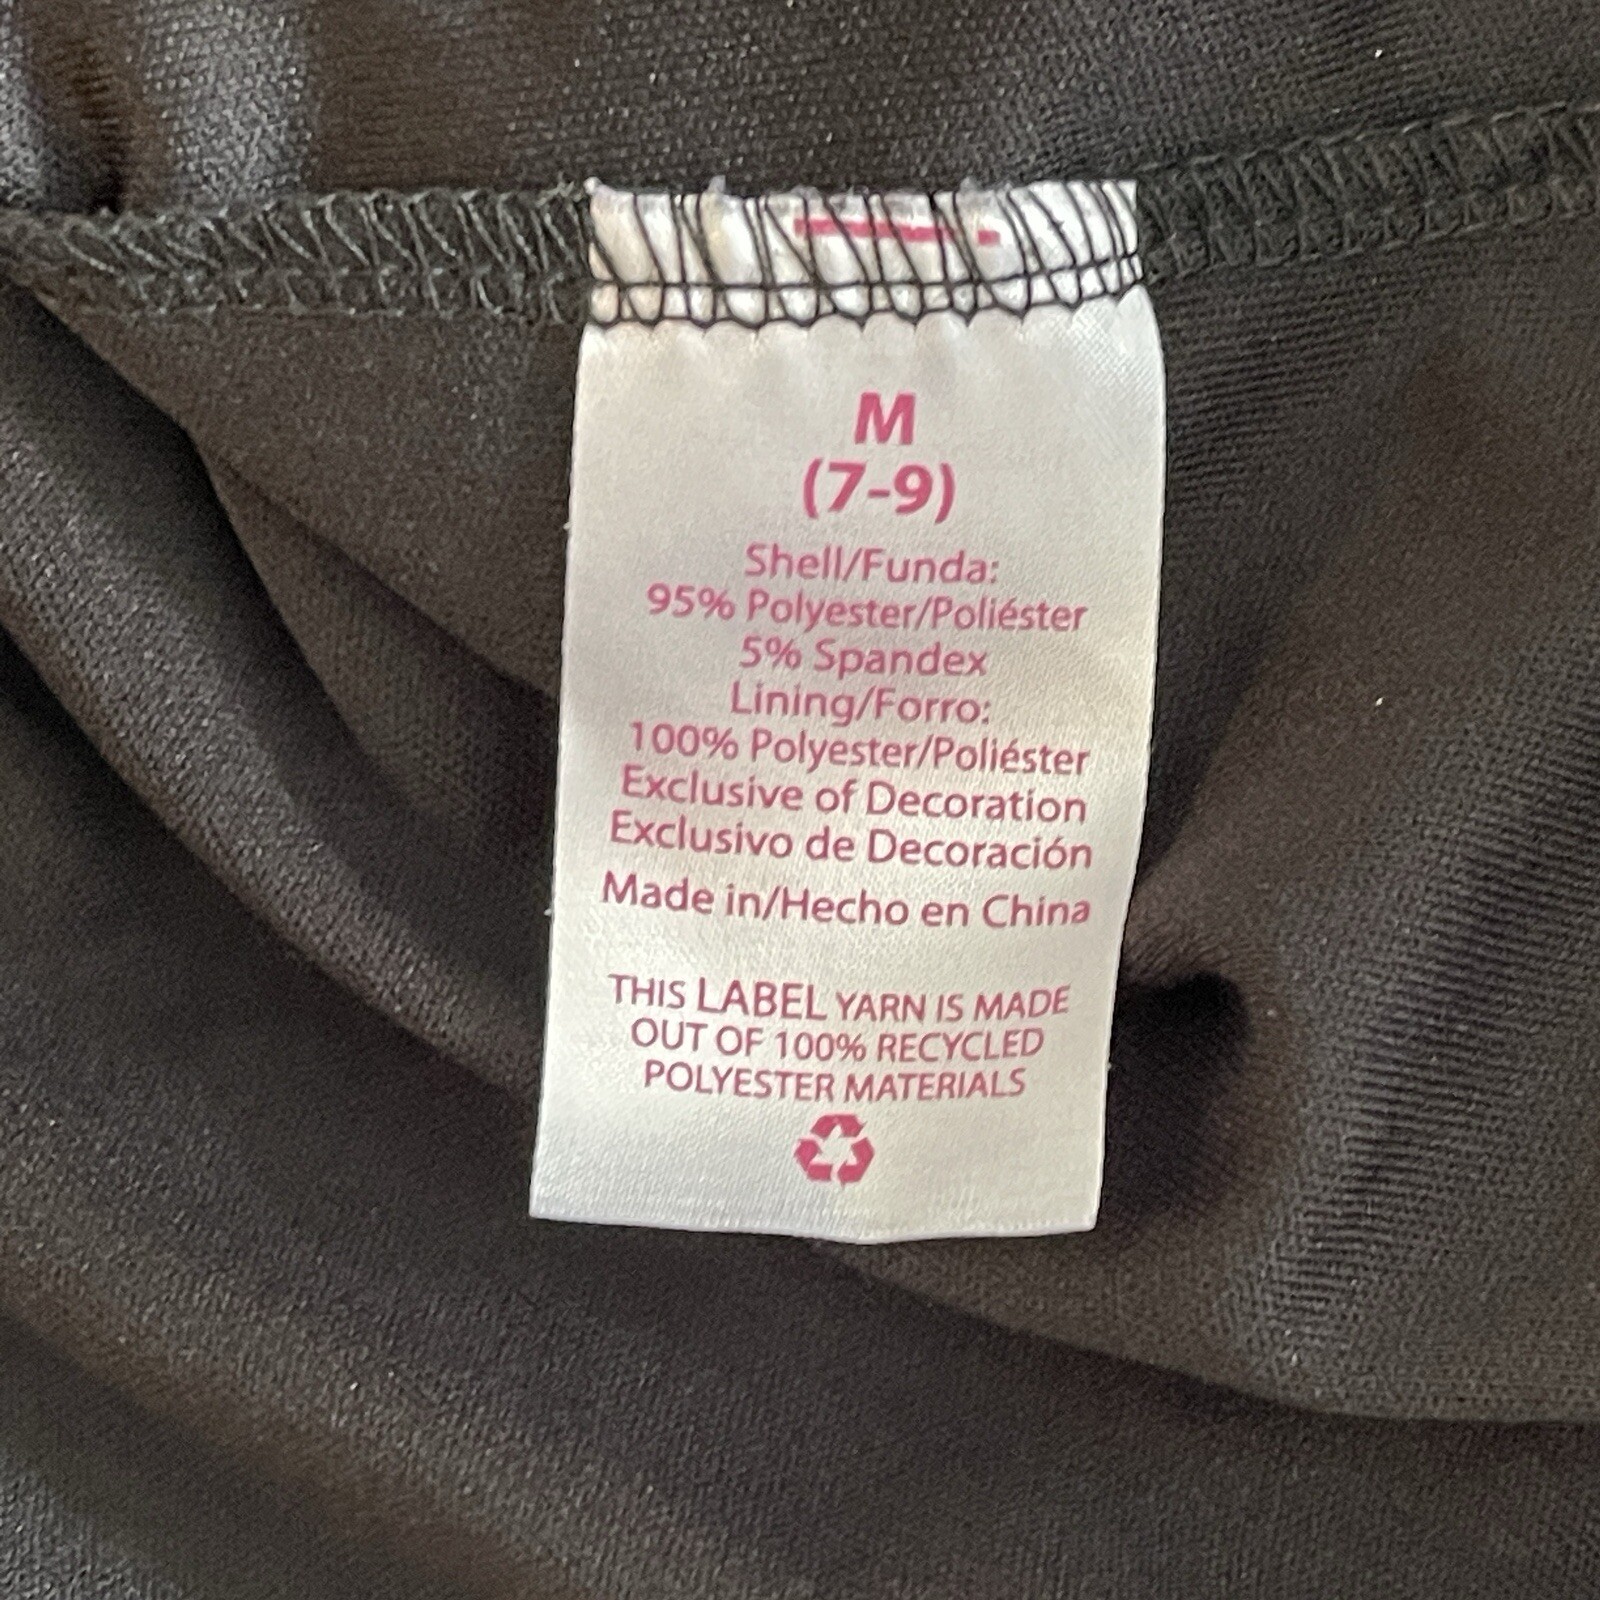 M
(7-9)
Shell/Funda:
95% Polyester/Poliéster
5% Spandex
Lining/Forro:
100% Polyester/Poliéster
Exclusive of Decoration
Exclusivo de Decoración
Made in/Hecho en China
THIS LABEL YARN IS MADE
OUT OF 100% RECYCLED
POLYESTER MATERIALS